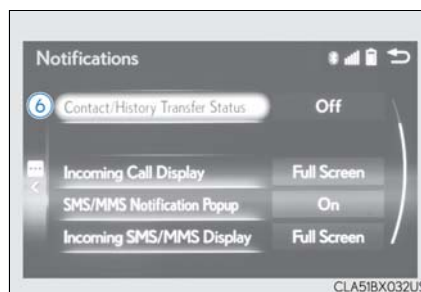 Notifications
6 Contact/History Transfer Status Off
Incoming Call Display Full Screen
SMS/MMS Notification Popup On
Incoming SMS/MMS Display Full Screen
CLA51BX032US